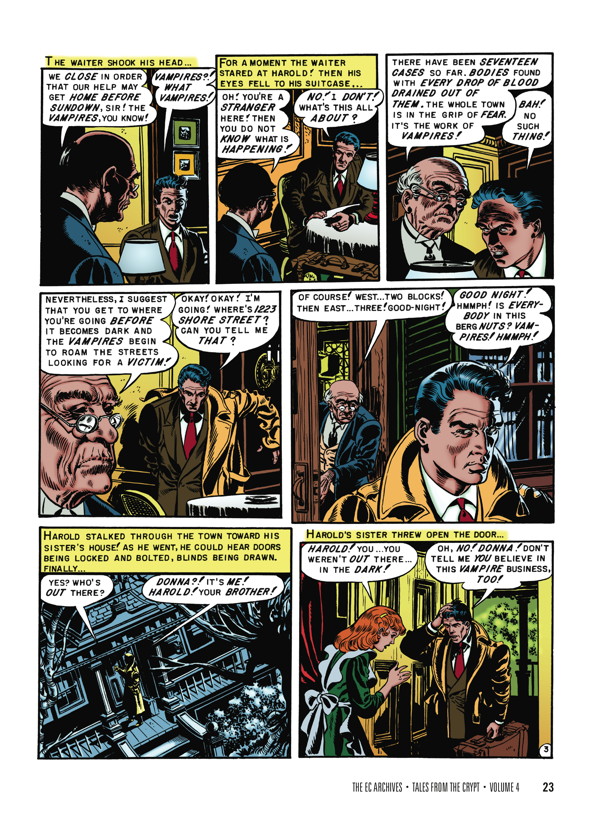 THE WAITER SHOOK HIS HEAD...
WE CLOSE IN ORDER
THAT OUR HELP MAY
GET HOME BEFORE
SUNDOWN, SIR! THE
VAMPIRES, YOU KNOW!
VAMPIRES?!
WHAT
VAMPIRES!
FOR A MOMENT THE WAITER
STARED AT HAROLD! THEN HIS
EYES FELL TO HIS SUITCASE...
OH! YOU'RE A
STRANGER
HERE! THEN
YOU DO NOT
KNOW WHAT IS
HAPPENING!
NO! I DON'T!
WHAT'S THIS ALL
ABOUT?
THERE HAVE BEEN SEVENTEEN
CASES SO FAR. BODIES FOUND
WITH EVERY DROP OF BLOOD
DRAINED OUT OF
THEM. THE WHOLE TOWN
IS IN THE GRIP OF FEAR.
IT'S THE WORK OF
VAMPIRES!
BAH!
NO
SUCH
THING!
NEVERTHELESS, I SUGGEST
THAT YOU GET TO WHERE
YOU'RE GOING BEFORE
IT BECOMES DARK AND
THE VAMPIRES BEGIN
TO ROAM THE STREETS
LOOKING FOR A VICTIM!
OKAY! OKAY! I'M
GOING! WHERE'S 1223
SHORE STREET?
CAN YOU TELL ME
THAT?
OF COURSE! WEST...TWO BLOCKS!
THEN EAST...THREE! GOOD-NIGHT!
GOOD NIGHT!
HMMPH! IS EVERY-
BODY IN THIS
BERG NUTS? VAM-
PIRES! HMMPH!
HAROLD STALKED THROUGH THE TOWN TOWARD HIS
SISTER'S HOUSE! AS HE WENT, HE COULD HEAR DOORS
BEING LOCKED AND BOLTED, BLINDS BEING DRAWN.
FINALLY...
YES? WHO'S
OUT THERE?
DONNA?! IT'S ME!
HAROLD! YOUR BROTHER!
HAROLD'S SISTER THREW OPEN THE DOOR...
HAROLD! YOU...YOU
WEREN'T OUT THERE...
IN THE DARK!
OH, NO! DONNA! DON'T
TELL ME YOU BELIEVE IN
THIS VAMPIRE BUSINESS,
TOO!
3
THE EC ARCHIVES • TALES FROM THE CRYPT • VOLUME 4 23